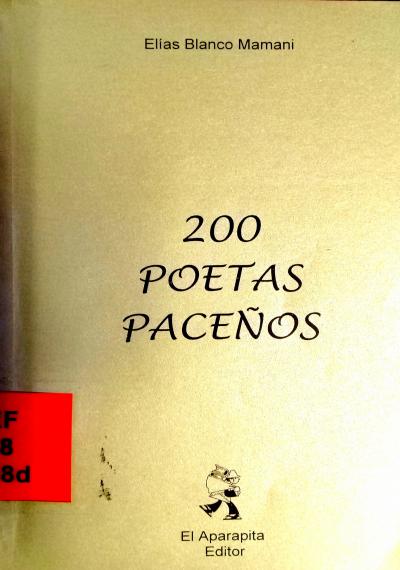 Elías Blanco Mamani
200
POETAS
PACEÑOS
F
8
8d
El Aparapita
Editor